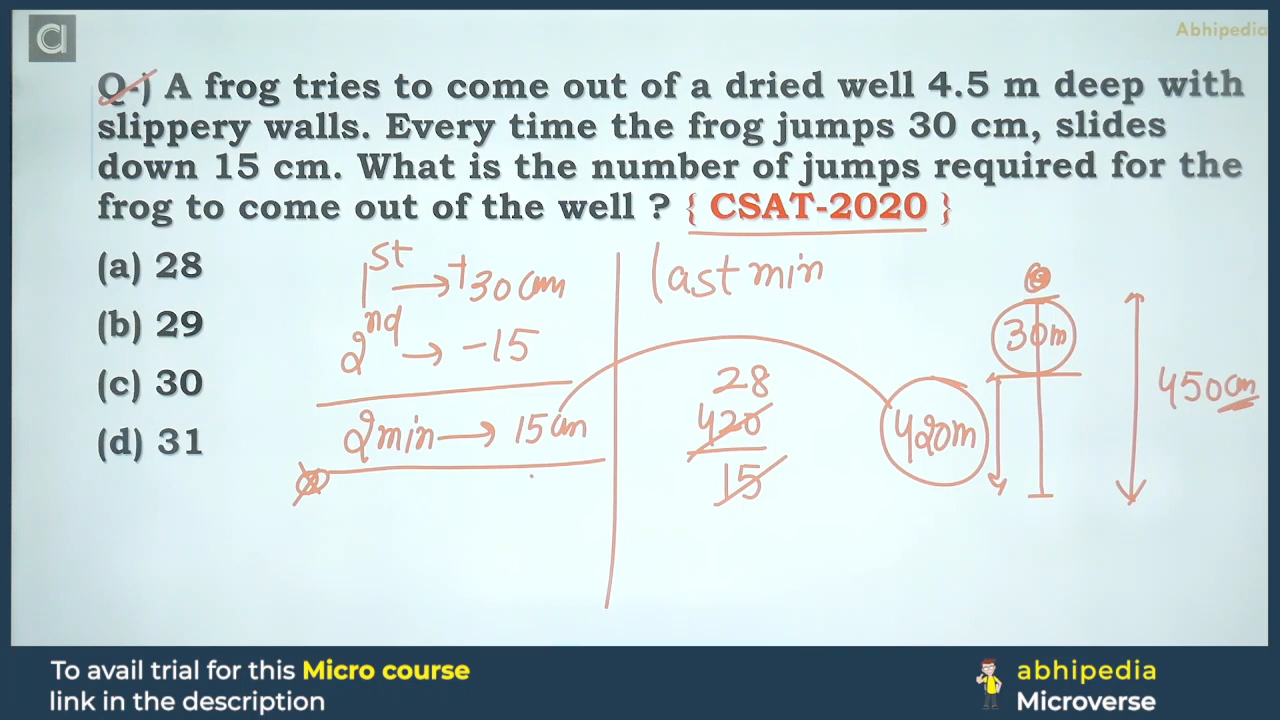 a
Abhipedia
Q-) A frog tries to come out of a dried well 4.5 m deep with
slippery walls. Every time the frog jumps 30 cm, slides
down 15 cm. What is the number of jumps required for the
frog to come out of the well ? { CSAT-2020 }
(a) 28
(b) 29
(c) 30
(d) 31
1st → +30 cm
2nd → -15
2 min → 15 cm
last min
28
420
15
420m
30m
450 cm
To avail trial for this Micro course
link in the description
abhipedia
Microverse